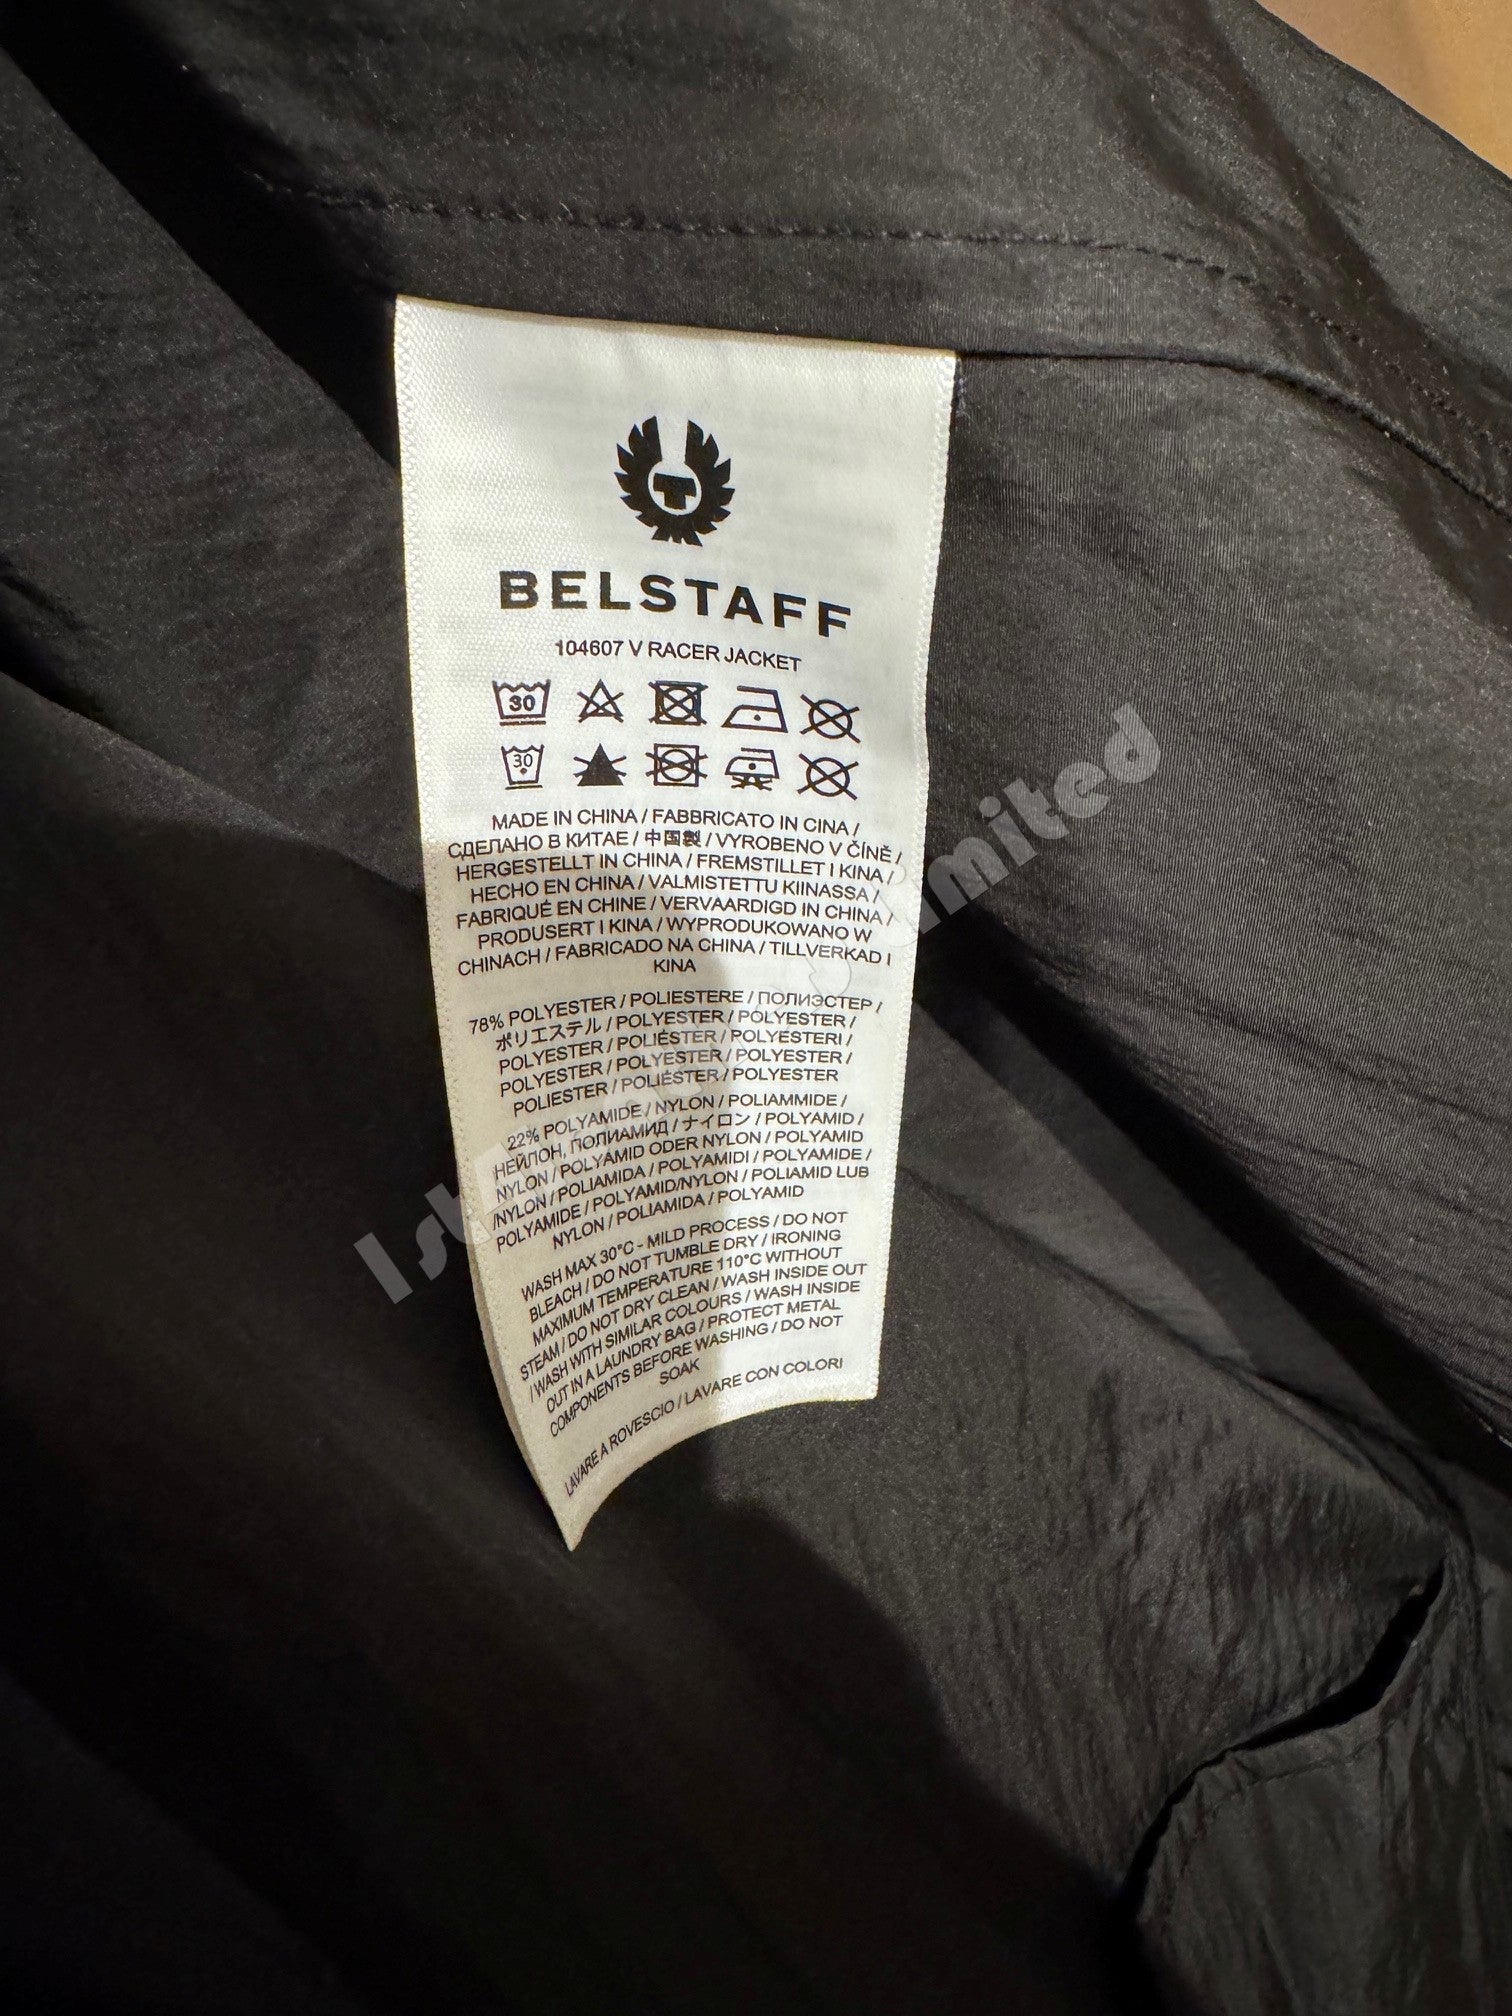 BELSTAFF
104607 V RACER JACKET
30
30
MADE IN CHINA / FABBRICATO IN CINA /
СДЕЛАНО В КИТАЕ / 中国製 / VYROBENO V ČÍNĚ /
HERGESTELLT IN CHINA / FREMSTILLET I KINA /
HECHO EN CHINA / VALMISTETTU KIINASSA /
FABRIQUÉ EN CHINE / VERVAARDIGD IN CHINA /
PRODUSERT I KINA / WYPRODUKOWANO W
CHINACH / FABRICADO NA CHINA / TILLVERKAD I
KINA
78% POLYESTER / POLIESTERE / ПОЛИЭСТЕР /
ポリエステル / POLYESTER / POLYESTER /
POLYESTER / POLIÉSTER / POLYESTERI /
POLYESTER / POLYESTER / POLYESTER /
POLIESTER / POLIÉSTER / POLYESTER
22% POLYAMIDE / NYLON / POLIAMMIDE /
НЕЙЛОН, ПОЛИАМИД / ナイロン / POLYAMID /
NYLON / POLYAMID ODER NYLON / POLYAMID
/NYLON / POLIAMIDA / POLYAMIDI / POLYAMIDE /
POLYAMIDE / POLYAMID/NYLON / POLIAMID LUB
NYLON / POLIAMIDA / POLYAMID
WASH MAX 30°C - MILD PROCESS / DO NOT
BLEACH / DO NOT TUMBLE DRY / IRONING
MAXIMUM TEMPERATURE 110°C WITHOUT
STEAM / DO NOT DRY CLEAN / WASH INSIDE OUT
/ WASH WITH SIMILAR COLOURS / WASH INSIDE
OUT IN A LAUNDRY BAG / PROTECT METAL
COMPONENTS BEFORE WASHING / DO NOT
SOAK
LAVARE A ROVESCIO / LAVARE CON COLORI